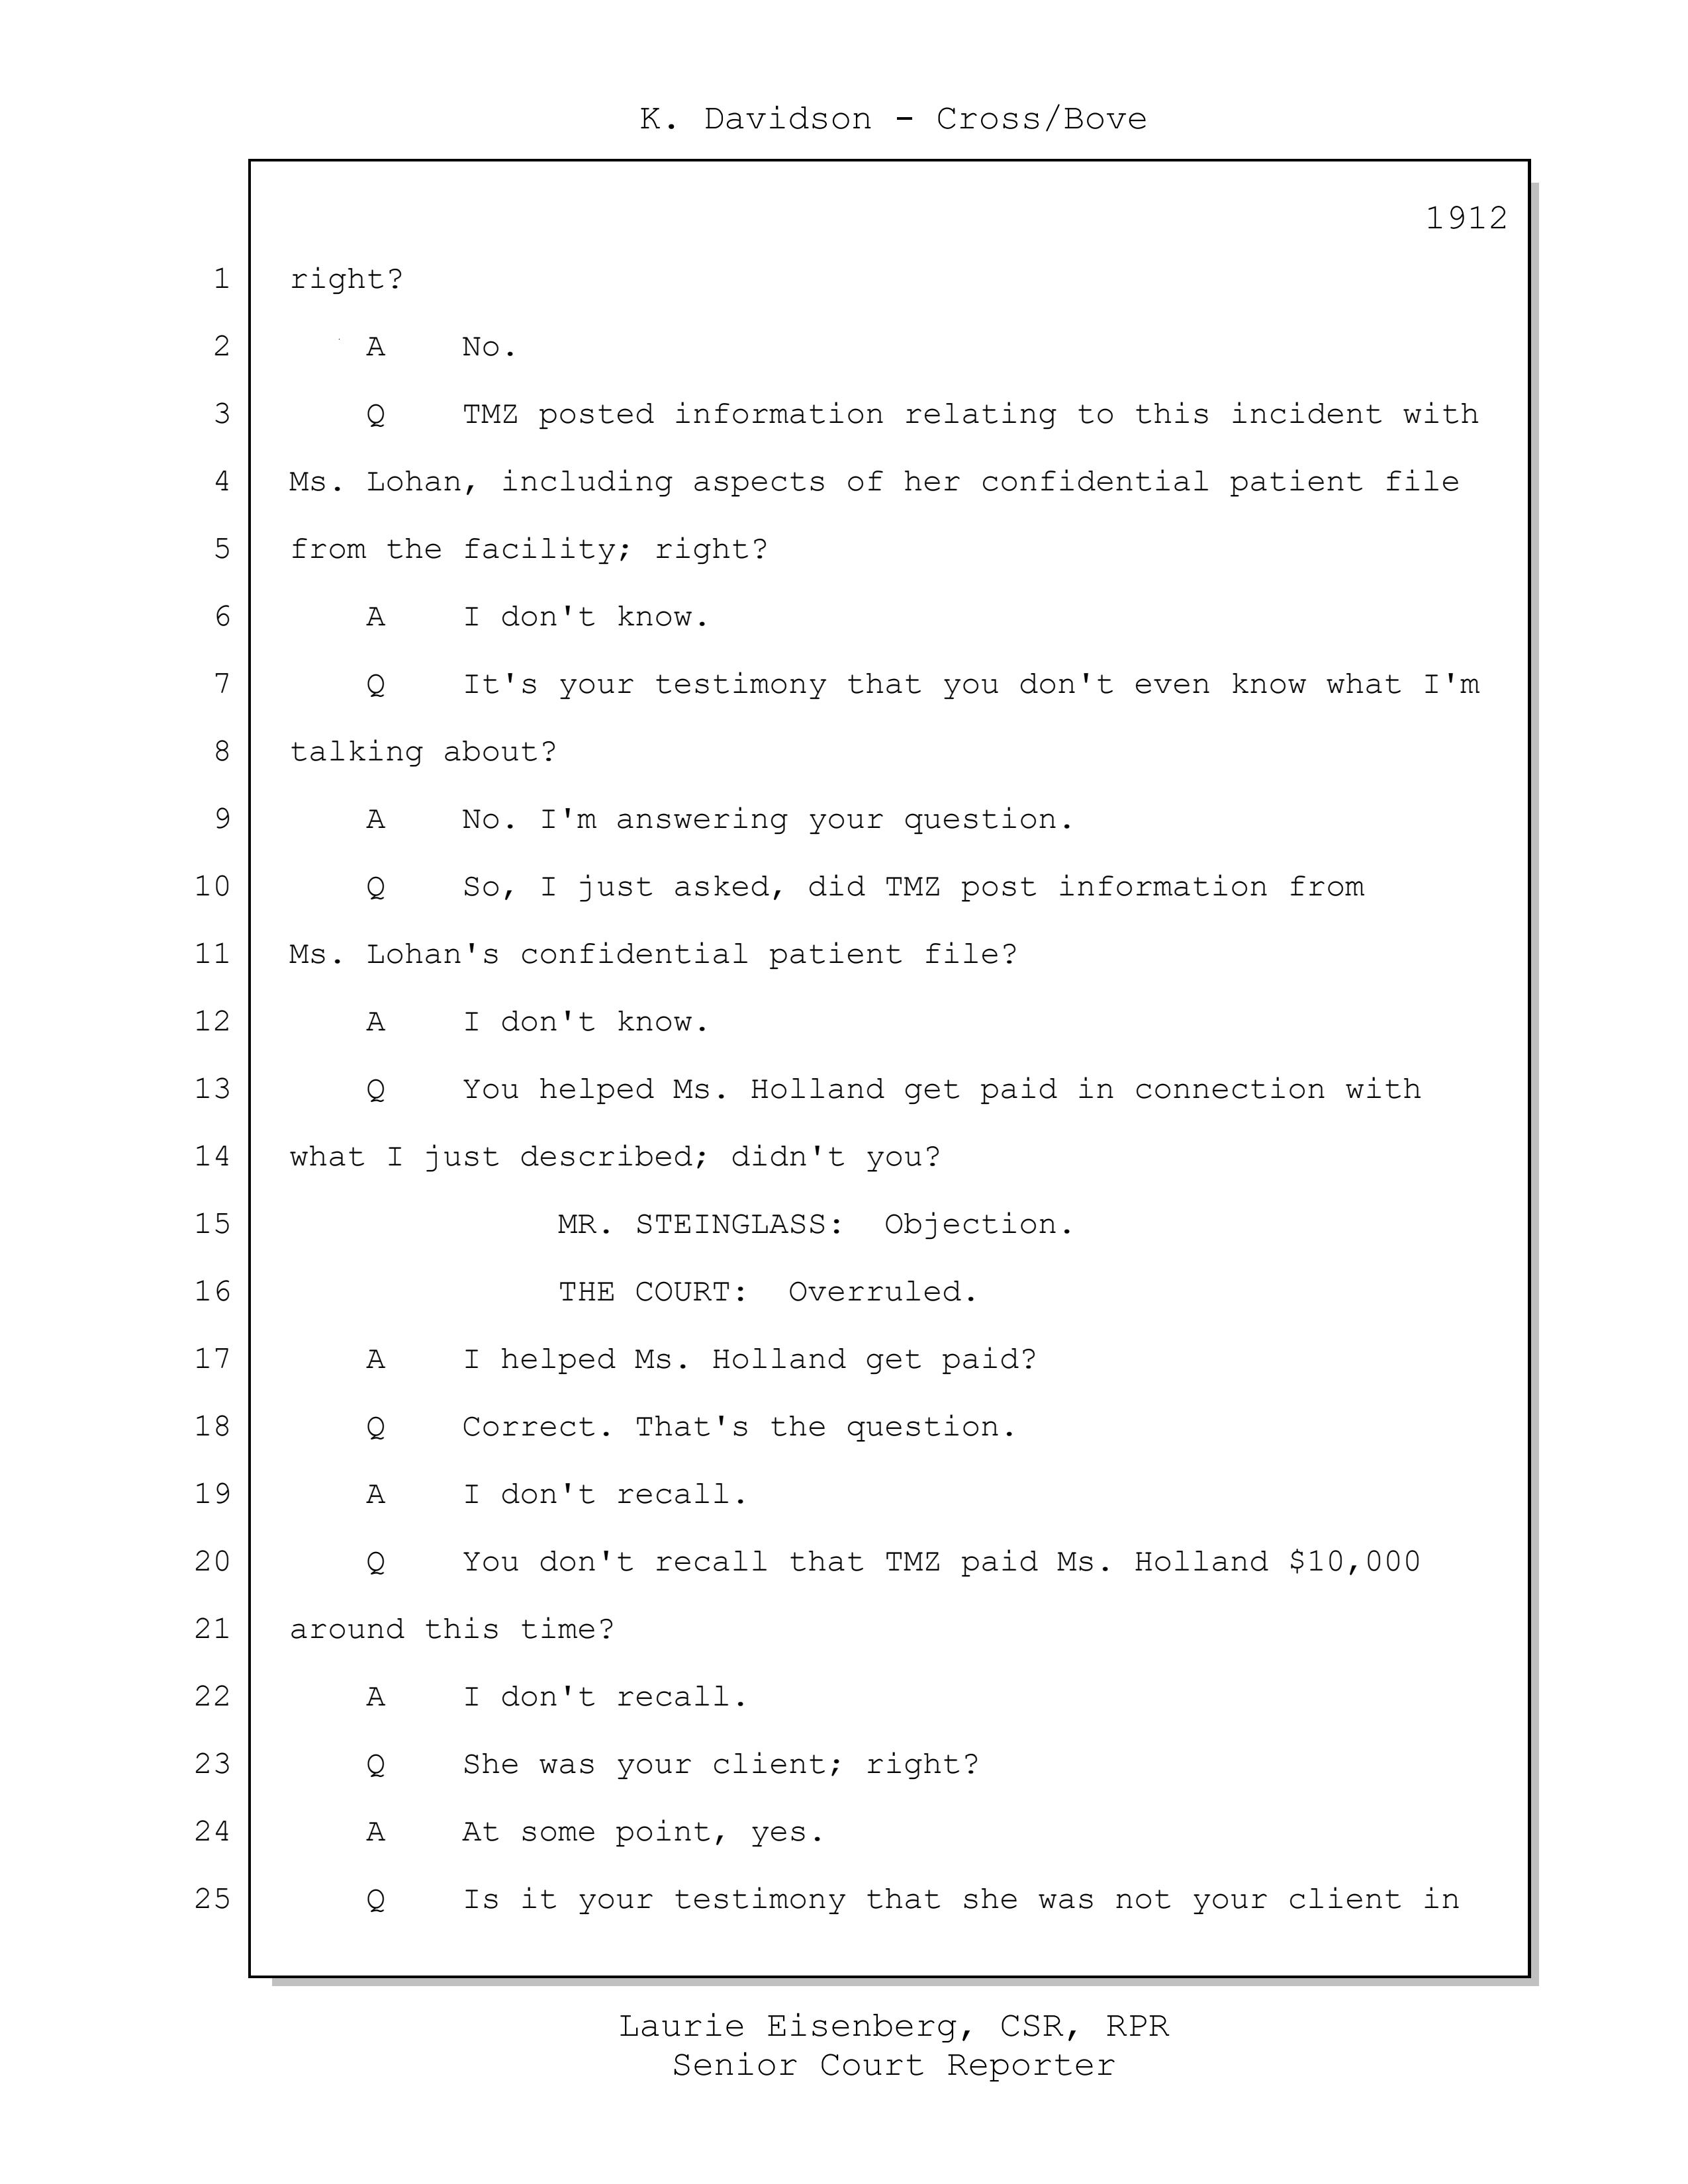 K. Davidson - Cross/Bove
1912
1 right?
2 A No.
3 Q TMZ posted information relating to this incident with
4 Ms. Lohan, including aspects of her confidential patient file
5 from the facility; right?
6 A I don't know.
7 Q It's your testimony that you don't even know what I'm
8 talking about?
9 A No. I'm answering your question.
10 Q So, I just asked, did TMZ post information from
11 Ms. Lohan's confidential patient file?
12 A I don't know.
13 Q You helped Ms. Holland get paid in connection with
14 what I just described; didn't you?
15 MR. STEINGLASS: Objection.
16 THE COURT: Overruled.
17 A I helped Ms. Holland get paid?
18 Q Correct. That's the question.
19 A I don't recall.
20 Q You don't recall that TMZ paid Ms. Holland $10,000
21 around this time?
22 A I don't recall.
23 Q She was your client; right?
24 A At some point, yes.
25 Q Is it your testimony that she was not your client in
Laurie Eisenberg, CSR, RPR
Senior Court Reporter